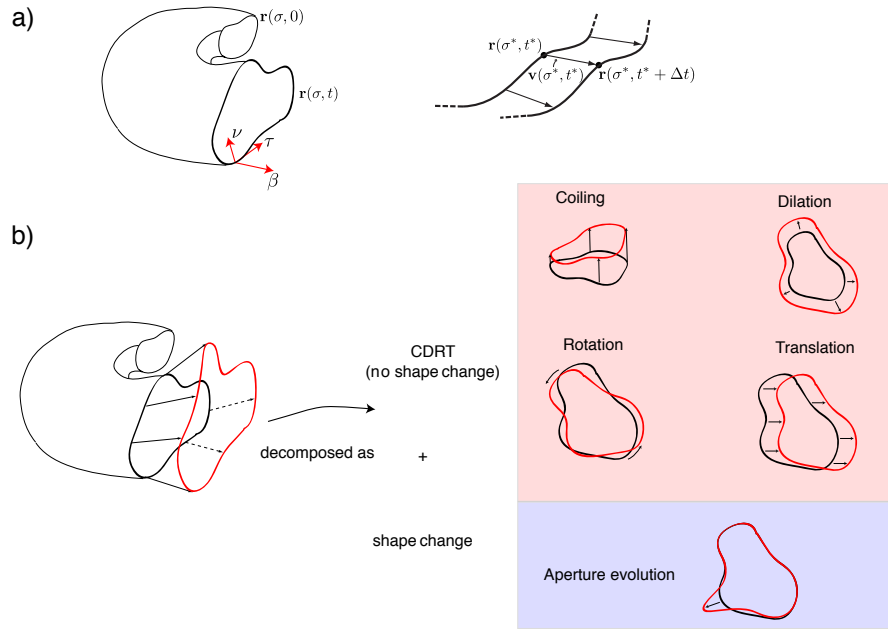 a)
r(σ, 0)
r(σ, t)
ν
τ
β
r(σ*, t*)
v(σ*, t*)
r(σ*, t* + Δt)
b)
CDRT
(no shape change)
decomposed as
+
shape change
Coiling
Dilation
Rotation
Translation
Aperture evolution